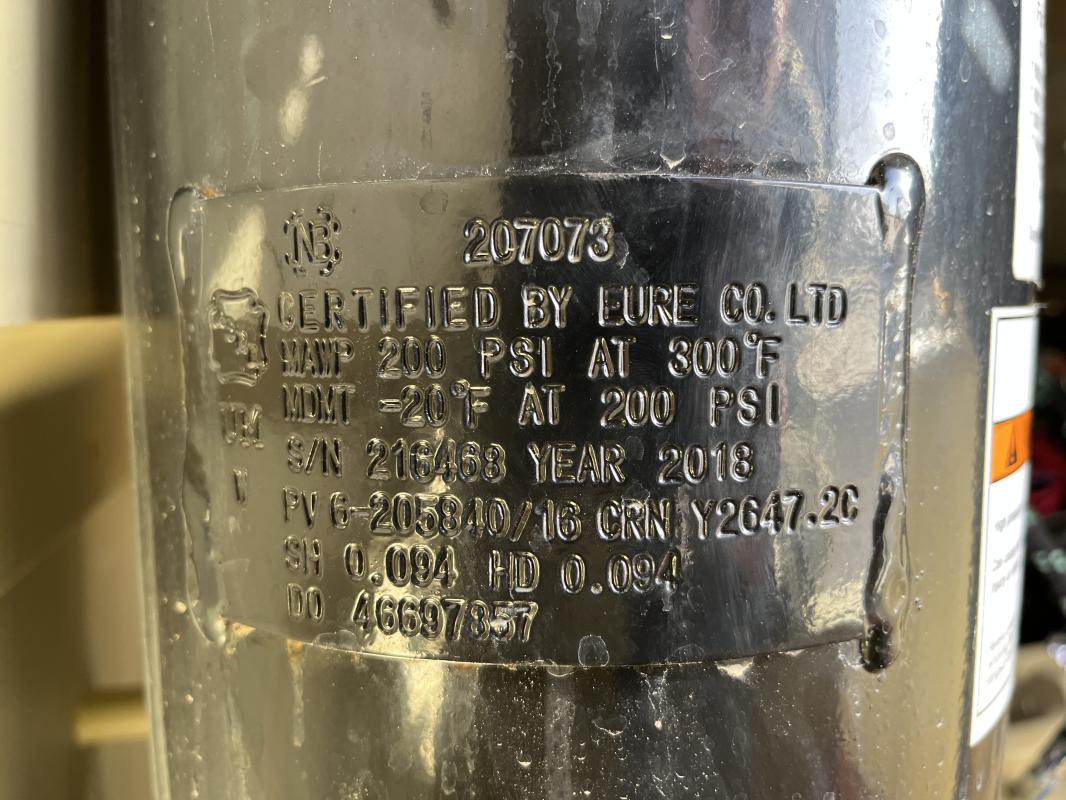 NB 207073
CERTIFIED BY EURE CO. LTD
MAWP 200 PSI AT 300°F
MDMT -20°F AT 200 PSI
UM
S/N 216468 YEAR 2018
W
PV 6-205840/16 CRN Y2647.2C
SH 0.094 HD 0.094
DO 46697857